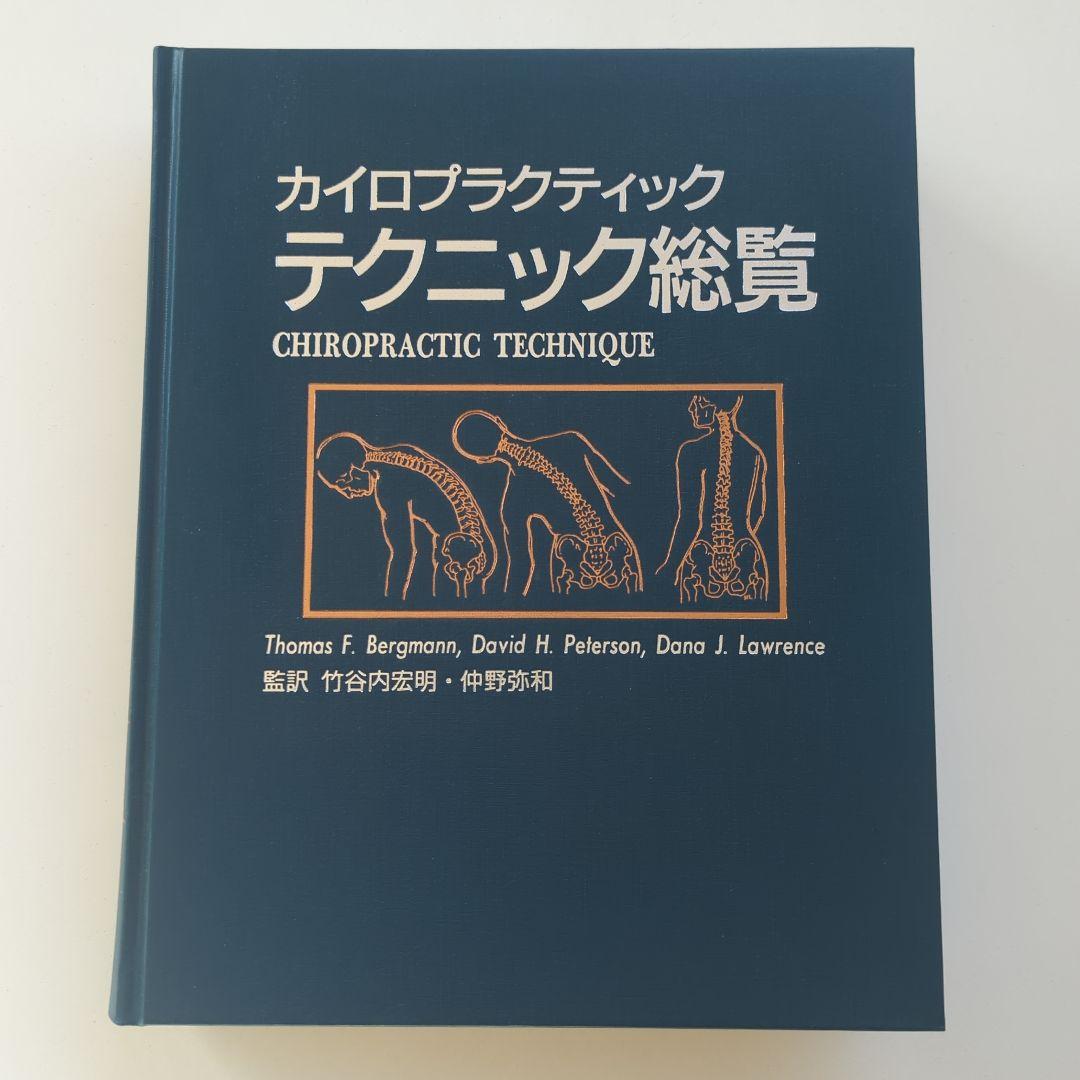 カイロプラクティック
テクニック総覧
CHIROPRACTIC TECHNIQUE
Thomas F. Bergmann, David H. Peterson, Dana J. Lawrence
監訳 竹谷内宏明・仲野弥和